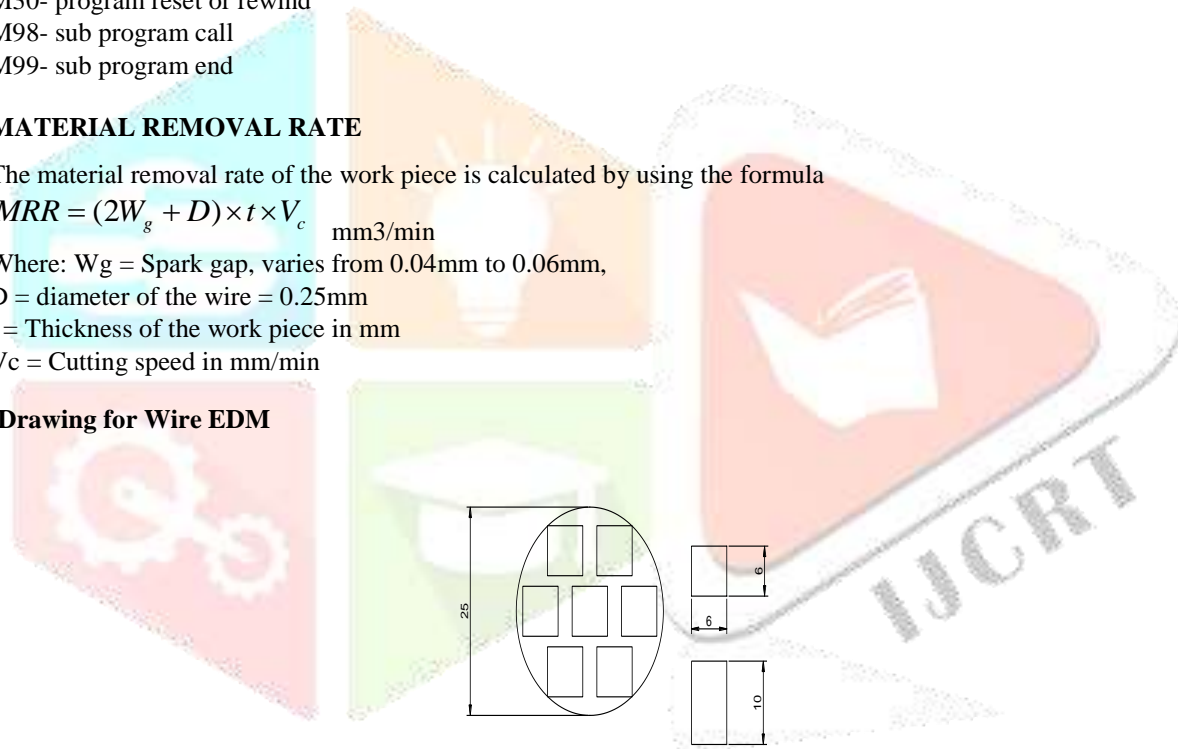 M30- program reset or rewind
M98- sub program call
M99- sub program end
MATERIAL REMOVAL RATE
The material removal rate of the work piece is calculated by using the formula
MRR = (2W_g + D) × t × V_c mm3/min
Where: Wg = Spark gap, varies from 0.04mm to 0.06mm,
D = diameter of the wire = 0.25mm
= Thickness of the work piece in mm
Vc = Cutting speed in mm/min
Drawing for Wire EDM
25
6
6
10
IJCRT